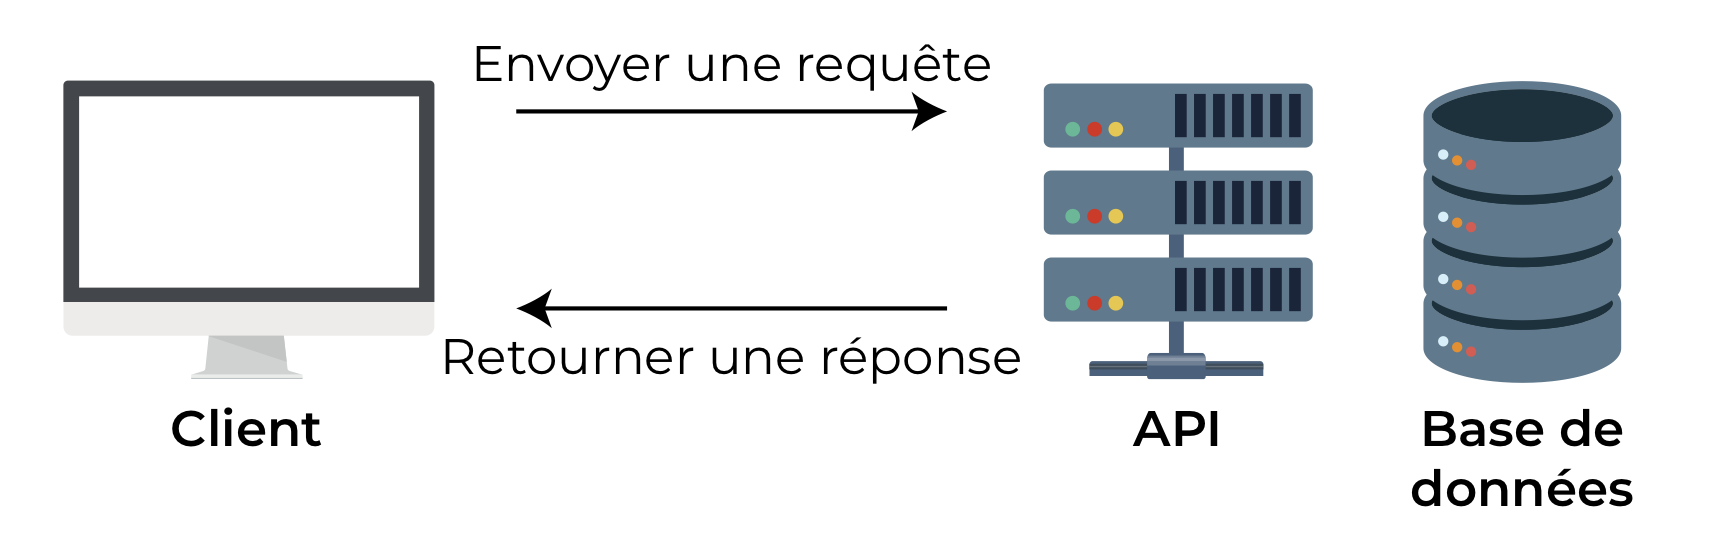 Envoyer une requête
Retourner une réponse
Client
API
Base de
données